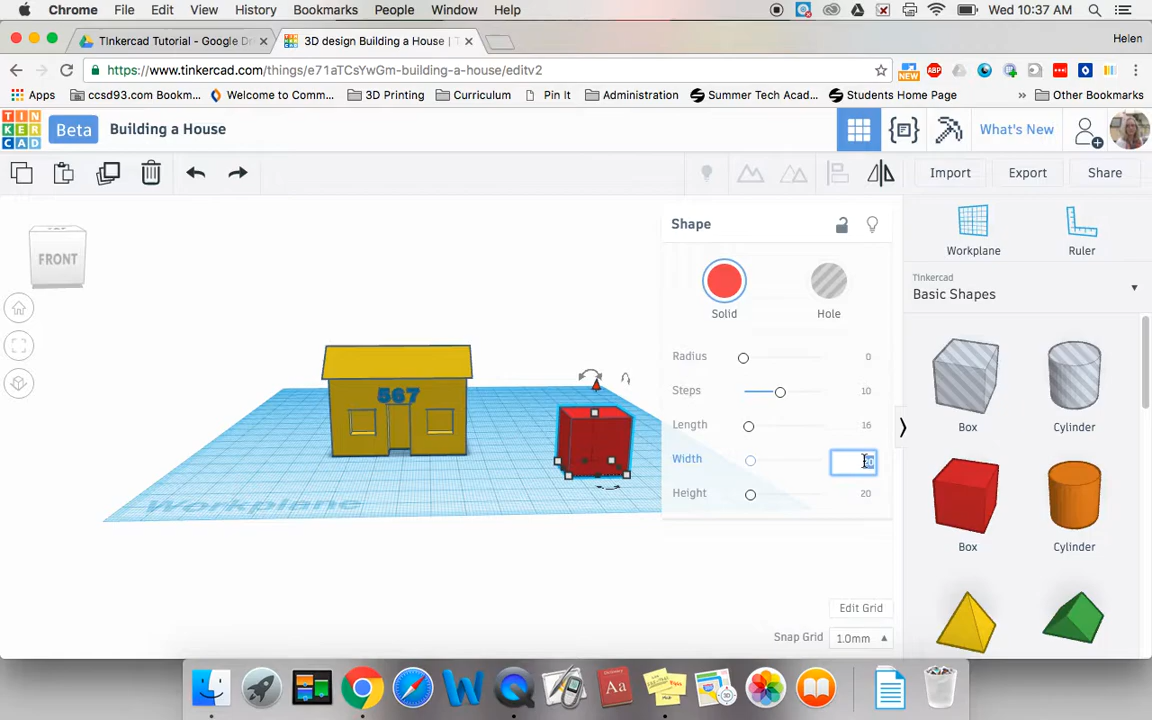 Chrome File Edit View History Bookmarks People Window Help Wed 10:37 AM
TInkercad Tutorial - Google Dr 3D design Building a House | T Helen
https://www.tinkercad.com/things/e71aTCsYwGm-building-a-house/editv2 NEW ABP
Apps ccsd93.com Bookm... Welcome to Comm... 3D Printing Curriculum Pin It Administration Summer Tech Acad... Students Home Page » Other Bookmarks
TIN
KER
CAD
Beta Building a House What's New
Import Export Share
Shape
Workplane Ruler
FRONT
Solid Hole
Tinkercad
Basic Shapes
Radius 0
Steps 10
Length 16
Width 20
Height 20
567
Workplane
Box Cylinder
Box Cylinder
Edit Grid
Snap Grid 1.0mm
Aa